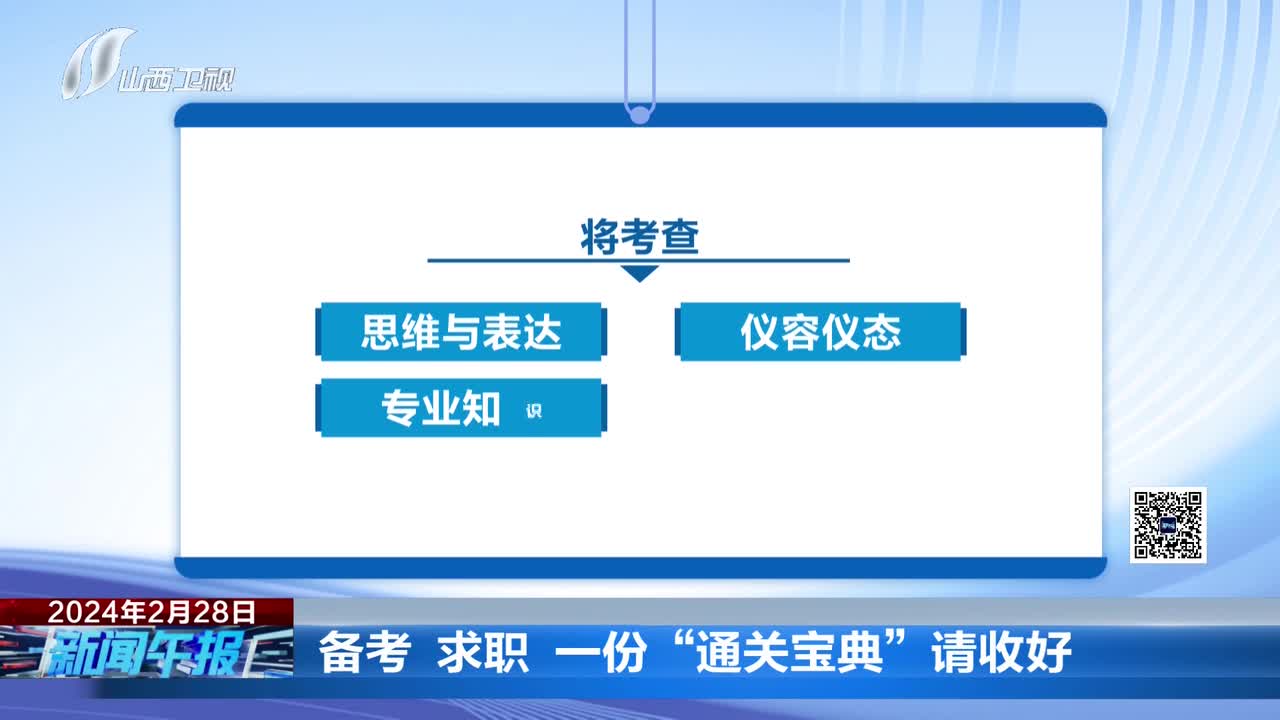 山西卫视
将考查
思维与表达
仪容仪态
专业知识
2024年2月28日
新闻午报
备考 求职 一份“通关宝典”请收好